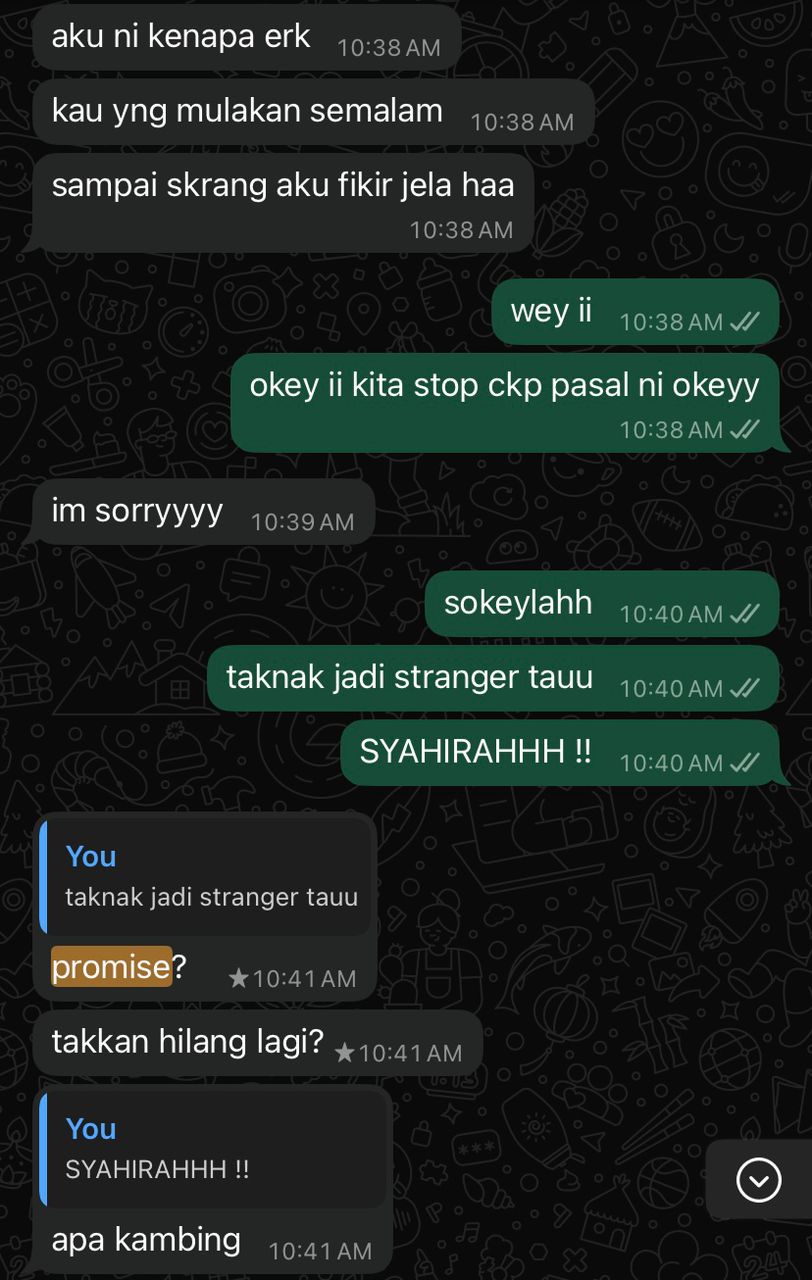 aku ni kenapa erk 10:38 AM
kau yng mulakan semalam 10:38 AM
sampai skrang aku fikir jela haa
10:38 AM
wey ii 10:38 AM
okey ii kita stop ckp pasal ni okeyy
10:38 AM
im sorryyyy 10:39 AM
sokeylahh 10:40 AM
taknak jadi stranger tauu 10:40 AM
SYAHIRAHHH !! 10:40 AM
You
taknak jadi stranger tauu
promise? 10:41 AM
takkan hilang lagi? 10:41 AM
You
SYAHIRAHHH !!
apa kambing 10:41 AM